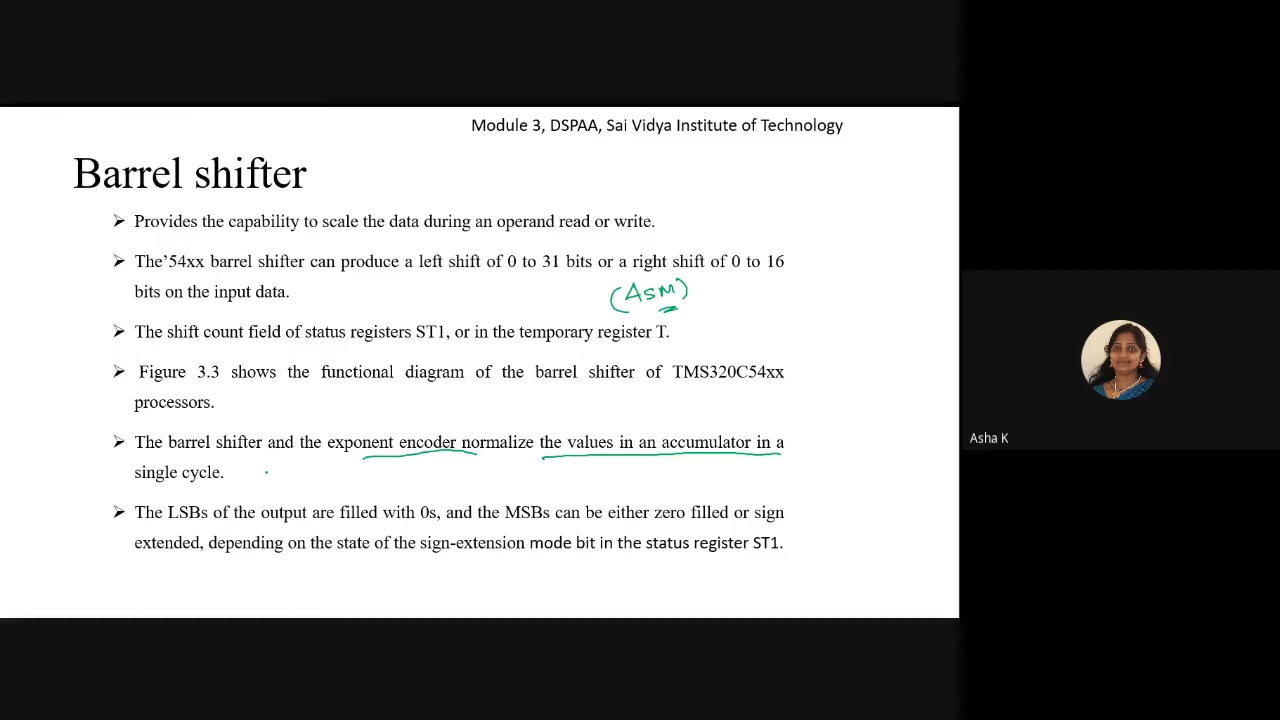 Module 3, DSPAA, Sai Vidya Institute of Technology
Barrel shifter
➢ Provides the capability to scale the data during an operand read or write.
➢ The’54xx barrel shifter can produce a left shift of 0 to 31 bits or a right shift of 0 to 16
bits on the input data.
(ASM)
➢ The shift count field of status registers ST1, or in the temporary register T.
➢ Figure 3.3 shows the functional diagram of the barrel shifter of TMS320C54xx
processors.
➢ The barrel shifter and the exponent encoder normalize the values in an accumulator in a
single cycle.
➢ The LSBs of the output are filled with 0s, and the MSBs can be either zero filled or sign
extended, depending on the state of the sign-extension mode bit in the status register ST1.
Asha K